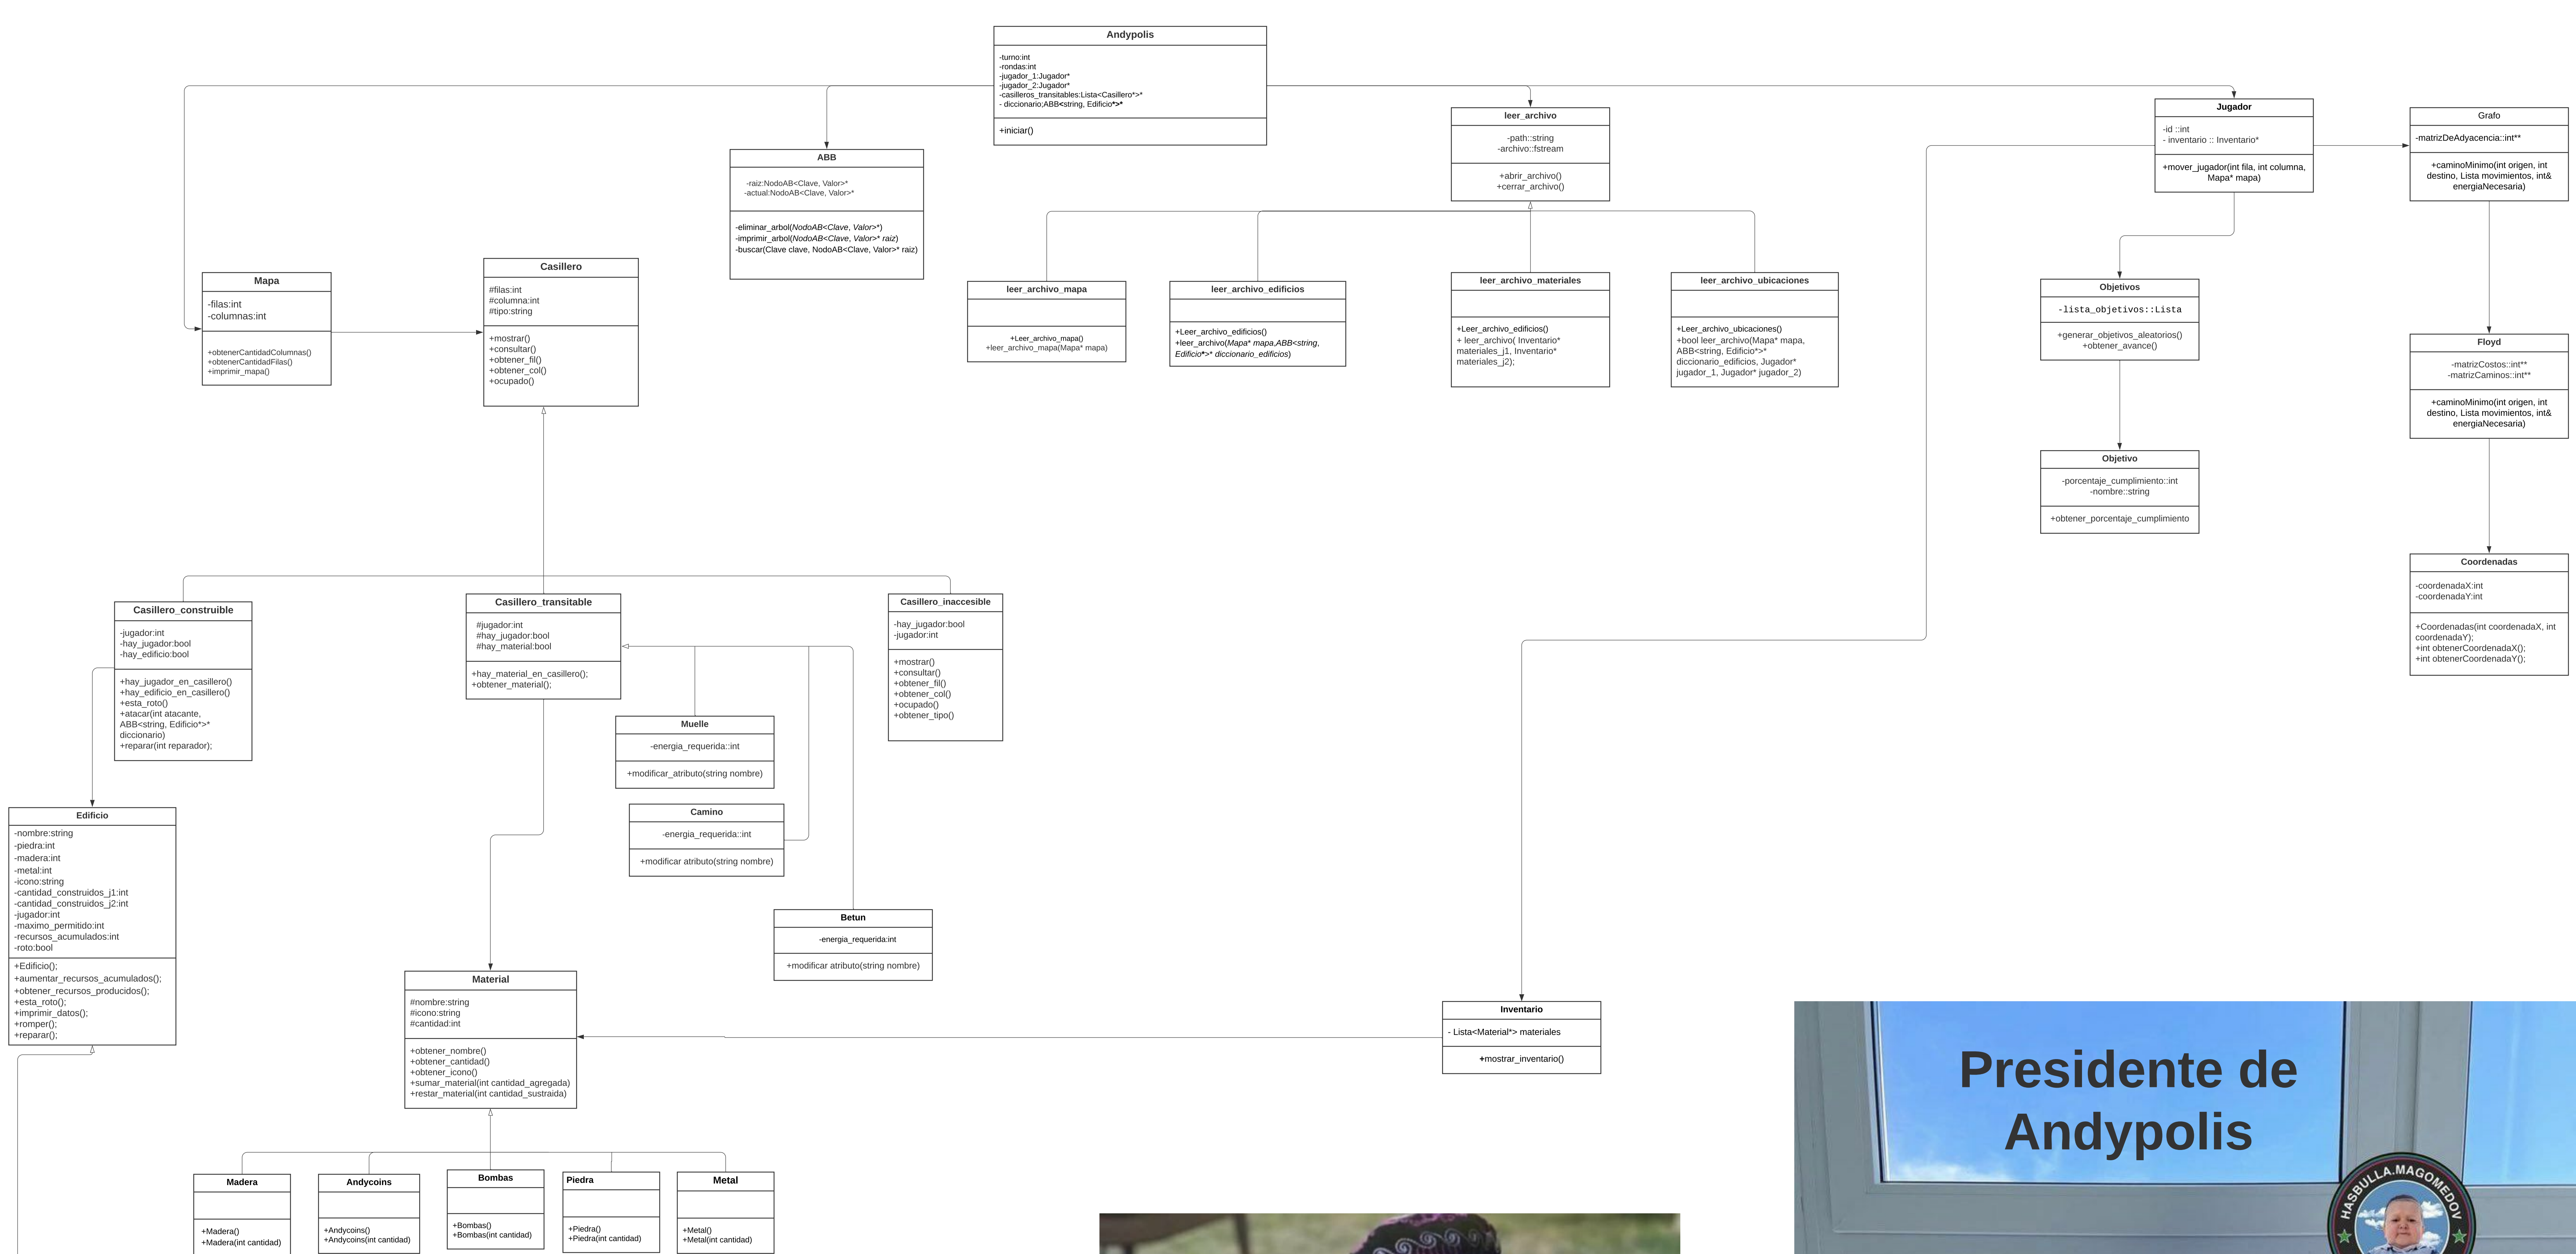 Andypolis
-turno:int
-rondas:int
-jugador_1:Jugador*
-jugador_2:Jugador*
-casilleros_transitables:Lista<Casillero*>*
- diccionario;ABB<string, Edificio*>*
+iniciar()
leer_archivo
-path::string
-archivo::fstream
+abrir_archivo()
+cerrar_archivo()
Jugador
-id ::int
- inventario :: Inventario*
+mover_jugador(int fila, int columna,
Mapa* mapa)
Grafo
-matrizDeAdyacencia::int**
+caminoMinimo(int origen, int
destino, Lista movimientos, int&
energiaNecesaria)
ABB
-raiz:NodoAB<Clave, Valor>*
-actual:NodoAB<Clave, Valor>*
-eliminar_arbol(NodoAB<Clave, Valor>*)
-imprimir_arbol(NodoAB<Clave, Valor>* raiz)
-buscar(Clave clave, NodoAB<Clave, Valor>* raiz)
Mapa
-filas:int
-columnas:int
+obtenerCantidadColumnas()
+obtenerCantidadFilas()
+imprimir_mapa()
Casillero
#filas:int
#columna:int
#tipo:string
+mostrar()
+consultar()
+obtener_fil()
+obtener_col()
+ocupado()
leer_archivo_mapa
+Leer_archivo_mapa()
+leer_archivo_mapa(Mapa* mapa)
leer_archivo_edificios
+Leer_archivo_edificios()
+leer_archivo(Mapa* mapa,ABB<string,
Edificio*>* diccionario_edificios)
leer_archivo_materiales
+Leer_archivo_edificios()
+ leer_archivo( Inventario*
materiales_j1, Inventario*
materiales_j2);
leer_archivo_ubicaciones
+Leer_archivo_ubicaciones()
+bool leer_archivo(Mapa* mapa,
ABB<string, Edificio*>*
diccionario_edificios, Jugador*
jugador_1, Jugador* jugador_2)
Objetivos
-lista_objetivos::Lista
+generar_objetivos_aleatorios()
+obtener_avance()
Floyd
-matrizCostos::int**
-matrizCaminos::int**
+caminoMinimo(int origen, int
destino, Lista movimientos, int&
energiaNecesaria)
Objetivo
-porcentaje_cumplimiento::int
-nombre::string
+obtener_porcentaje_cumplimiento
Coordenadas
-coordenadaX:int
-coordenadaY:int
+Coordenadas(int coordenadaX, int
coordenadaY);
+int obtenerCoordenadaX();
+int obtenerCoordenadaY();
Casillero_construible
-jugador:int
-hay_jugador:bool
-hay_edificio:bool
+hay_jugador_en_casillero()
+hay_edificio_en_casillero()
+esta_roto()
+atacar(int atacante,
ABB<string, Edificio*>*
diccionario)
+reparar(int reparador);
Casillero_transitable
#jugador:int
#hay_jugador:bool
#hay_material:bool
+hay_material_en_casillero();
+obtener_material();
Casillero_inaccesible
-hay_jugador:bool
-jugador:int
+mostrar()
+consultar()
+obtener_fil()
+obtener_col()
+ocupado()
+obtener_tipo()
Muelle
-energia_requerida::int
+modificar_atributo(string nombre)
Camino
-energia_requerida::int
+modificar atributo(string nombre)
Betun
-energia_requerida:int
+modificar atributo(string nombre)
Edificio
-nombre:string
-piedra:int
-madera:int
-metal:int
-icono:string
-cantidad_construidos_j1:int
-cantidad_construidos_j2:int
-jugador:int
-maximo_permitido:int
-recursos_acumulados:int
-roto:bool
+Edificio();
+aumentar_recursos_acumulados();
+obtener_recursos_producidos();
+esta_roto();
+imprimir_datos();
+romper();
+reparar();
Material
#nombre:string
#icono:string
#cantidad:int
+obtener_nombre()
+obtener_cantidad()
+obtener_icono()
+sumar_material(int cantidad_agregada)
+restar_material(int cantidad_sustraida)
Inventario
- Lista<Material*> materiales
+mostrar_inventario()
Presidente de
Andypolis
HASBULLA.MAGOMEDOV
Madera
+Madera()
+Madera(int cantidad)
Andycoins
+Andycoins()
+Andycoins(int cantidad)
Bombas
+Bombas()
+Bombas(int cantidad)
Piedra
+Piedra()
+Piedra(int cantidad)
Metal
+Metal()
+Metal(int cantidad)